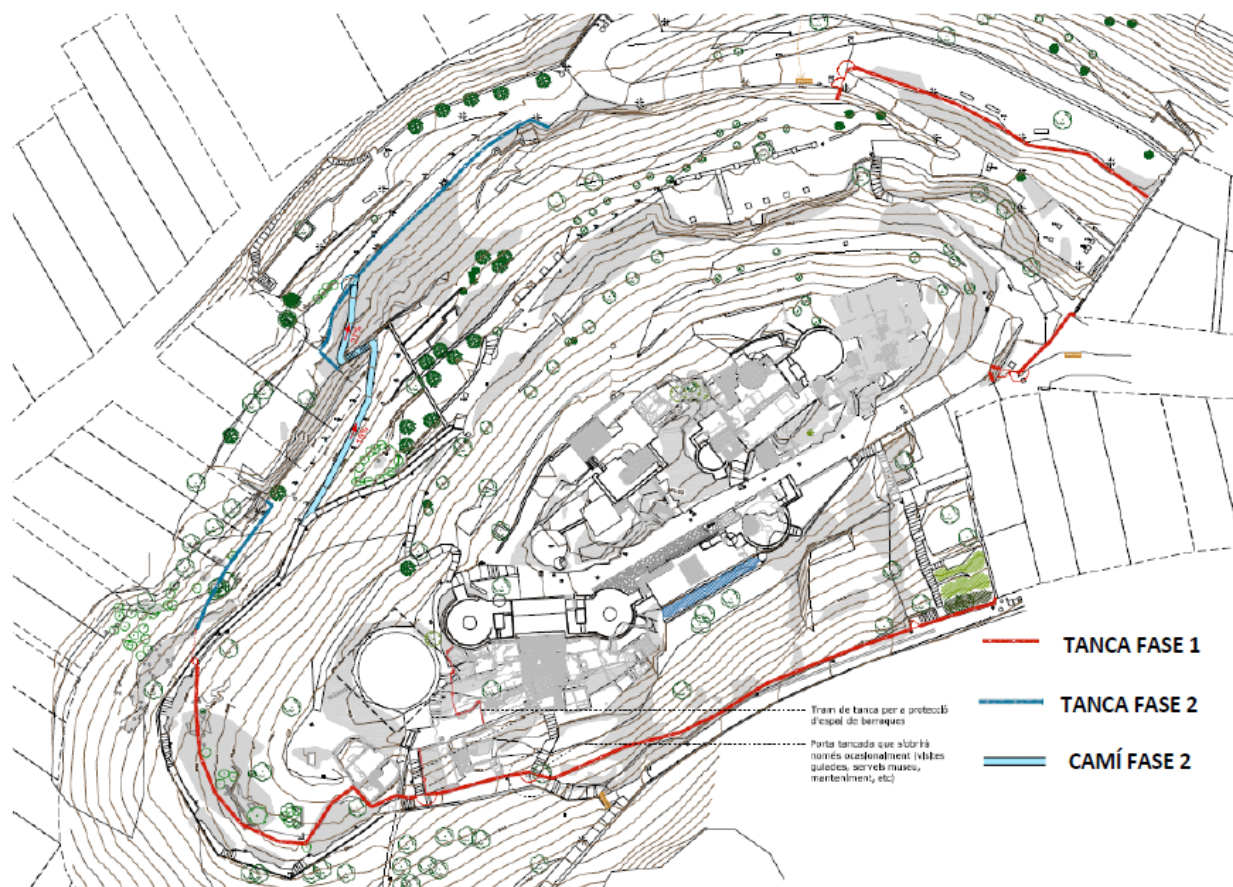 TANCA FASE 1
TANCA FASE 2
Tram de tanca per a protecció
d'espai de barraques
Porta tancada que s'obrirà
només ocasionalment (visites
guiades, serveis museu,
manteniment, etc)
CAMÍ FASE 2